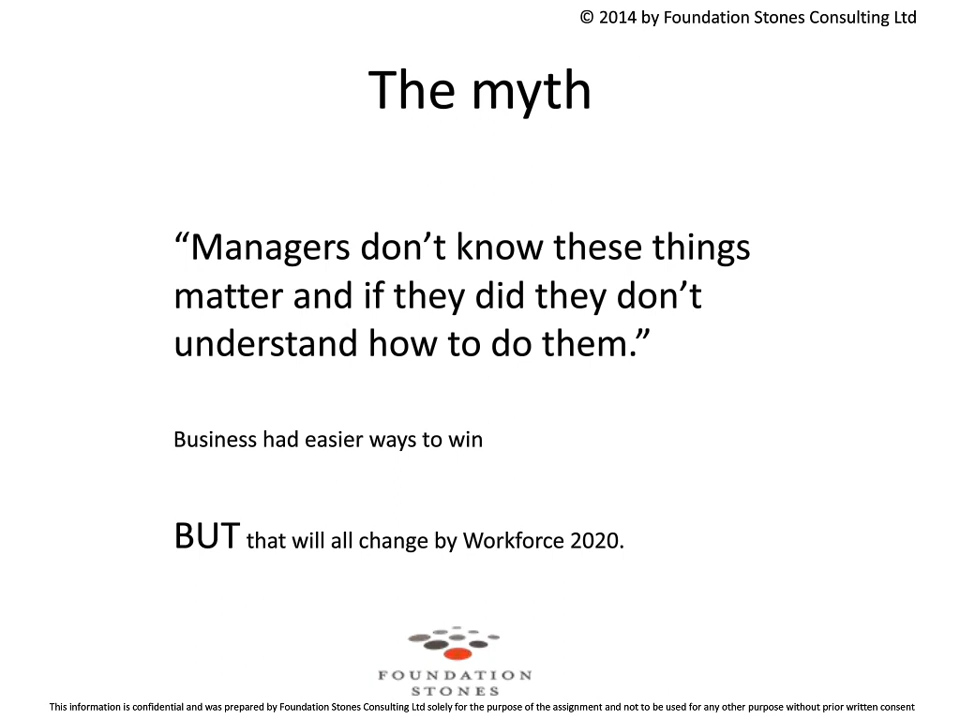 © 2014 by Foundation Stones Consulting Ltd
The myth
“Managers don’t know these things
matter and if they did they don’t
understand how to do them.”
Business had easier ways to win
BUT that will all change by Workforce 2020.
FOUNDATION
STONES
This information is confidential and was prepared by Foundation Stones Consulting Ltd solely for the purpose of the assignment and not to be used for any other purpose without prior written consent